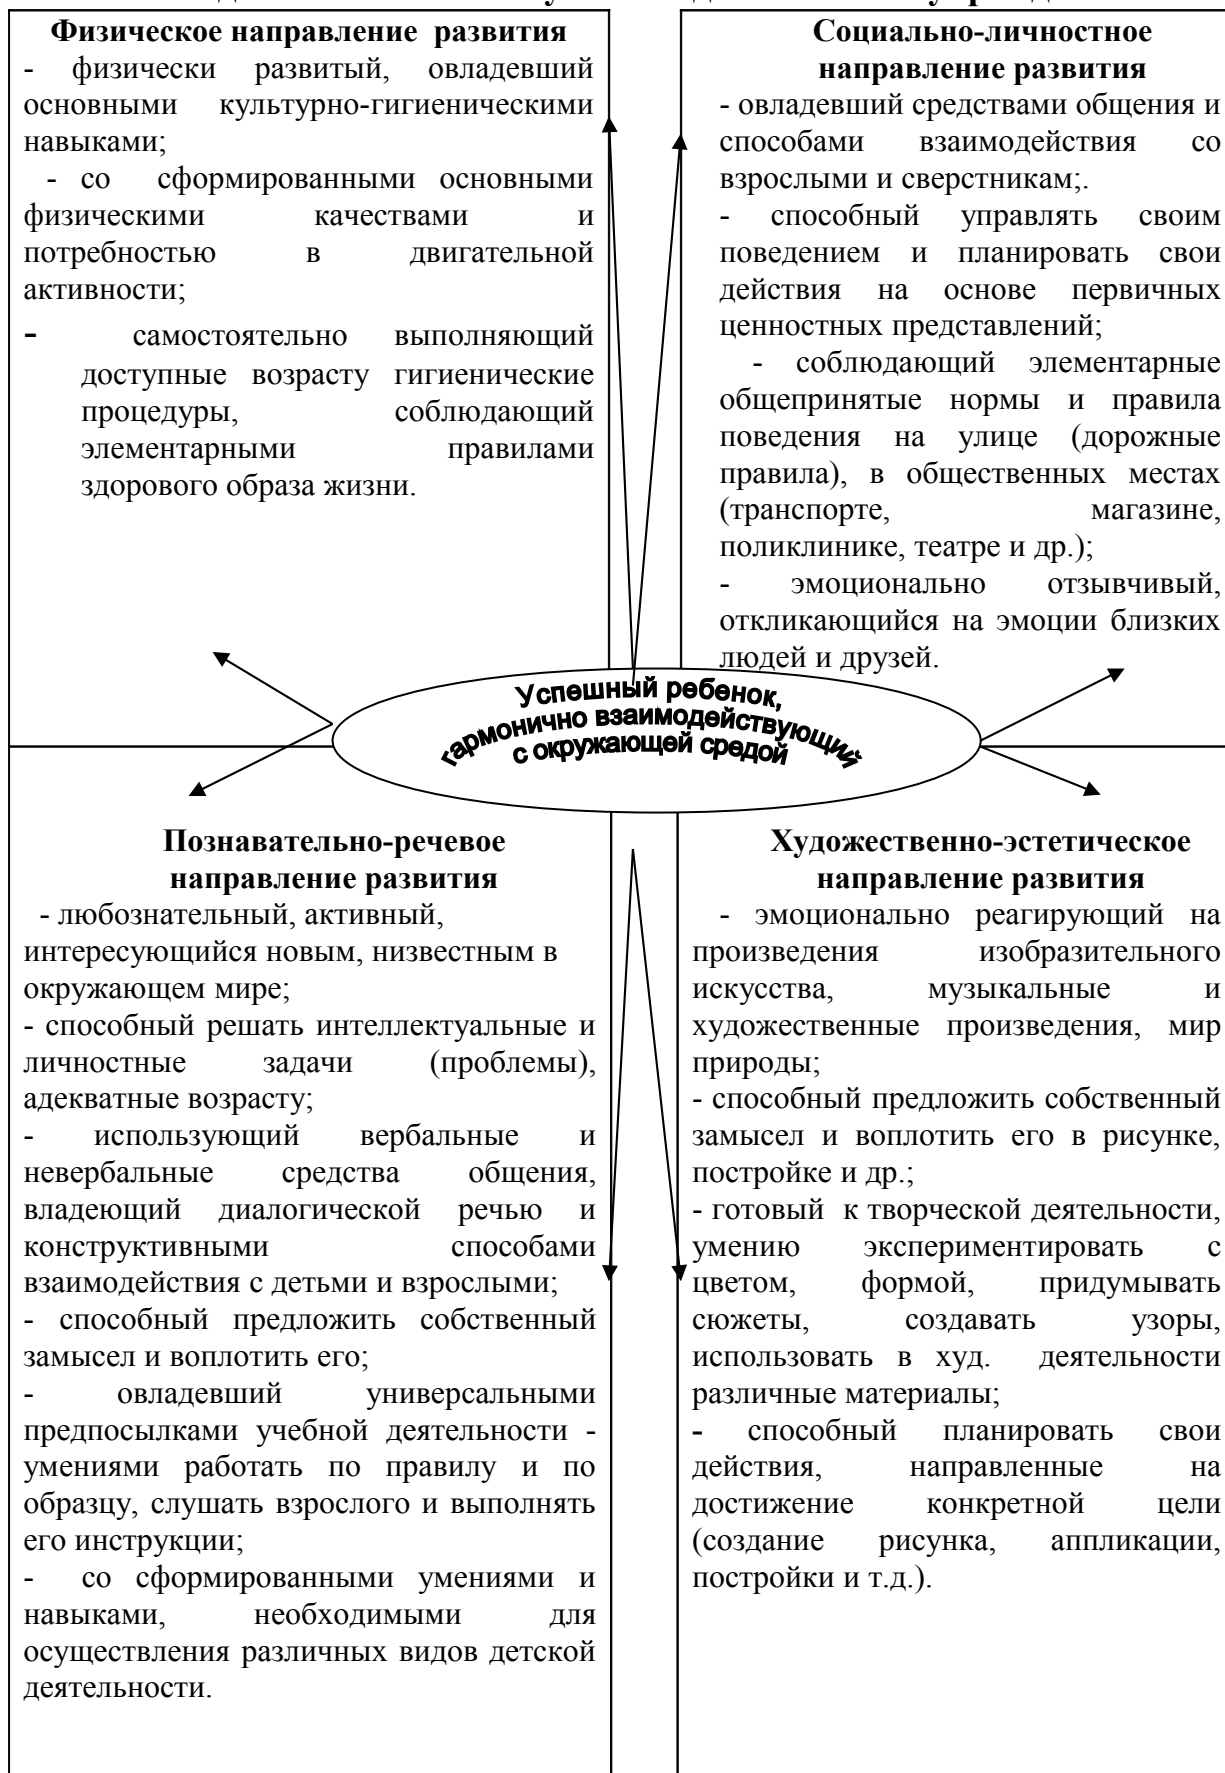 Физическое направление развития
- физически развитый, овладевший
основными культурно-гигиеническими
навыками;
- со сформированными основными
физическими качествами и
потребностью в двигательной
активности;
- самостоятельно выполняющий
доступные возрасту гигиенические
процедуры, соблюдающий
элементарными правилами
здорового образа жизни.
Социально-личностное
направление развития
- овладевший средствами общения и
способами взаимодействия со
взрослыми и сверстникам;.
- способный управлять своим
поведением и планировать свои
действия на основе первичных
ценностных представлений;
- соблюдающий элементарные
общепринятые нормы и правила
поведения на улице (дорожные
правила), в общественных местах
(транспорте, магазине,
поликлинике, театре и др.);
- эмоционально отзывчивый,
откликающийся на эмоции близких
людей и друзей.
Успешный ребенок,
гармонично взаимодействующий
с окружающей средой
Познавательно-речевое
направление развития
- любознательный, активный,
интересующийся новым, низвестным в
окружающем мире;
- способный решать интеллектуальные и
личностные задачи (проблемы),
адекватные возрасту;
- использующий вербальные и
невербальные средства общения,
владеющий диалогической речью и
конструктивными способами
взаимодействия с детьми и взрослыми;
- способный предложить собственный
замысел и воплотить его;
- овладевший универсальными
предпосылками учебной деятельности -
умениями работать по правилу и по
образцу, слушать взрослого и выполнять
его инструкции;
- со сформированными умениями и
навыками, необходимыми для
осуществления различных видов детской
деятельности.
Художественно-эстетическое
направление развития
- эмоционально реагирующий на
произведения изобразительного
искусства, музыкальные и
художественные произведения, мир
природы;
- способный предложить собственный
замысел и воплотить его в рисунке,
постройке и др.;
- готовый к творческой деятельности,
умению экспериментировать с
цветом, формой, придумывать
сюжеты, создавать узоры,
использовать в худ. деятельности
различные материалы;
- способный планировать свои
действия, направленные на
достижение конкретной цели
(создание рисунка, аппликации,
постройки и т.д.).